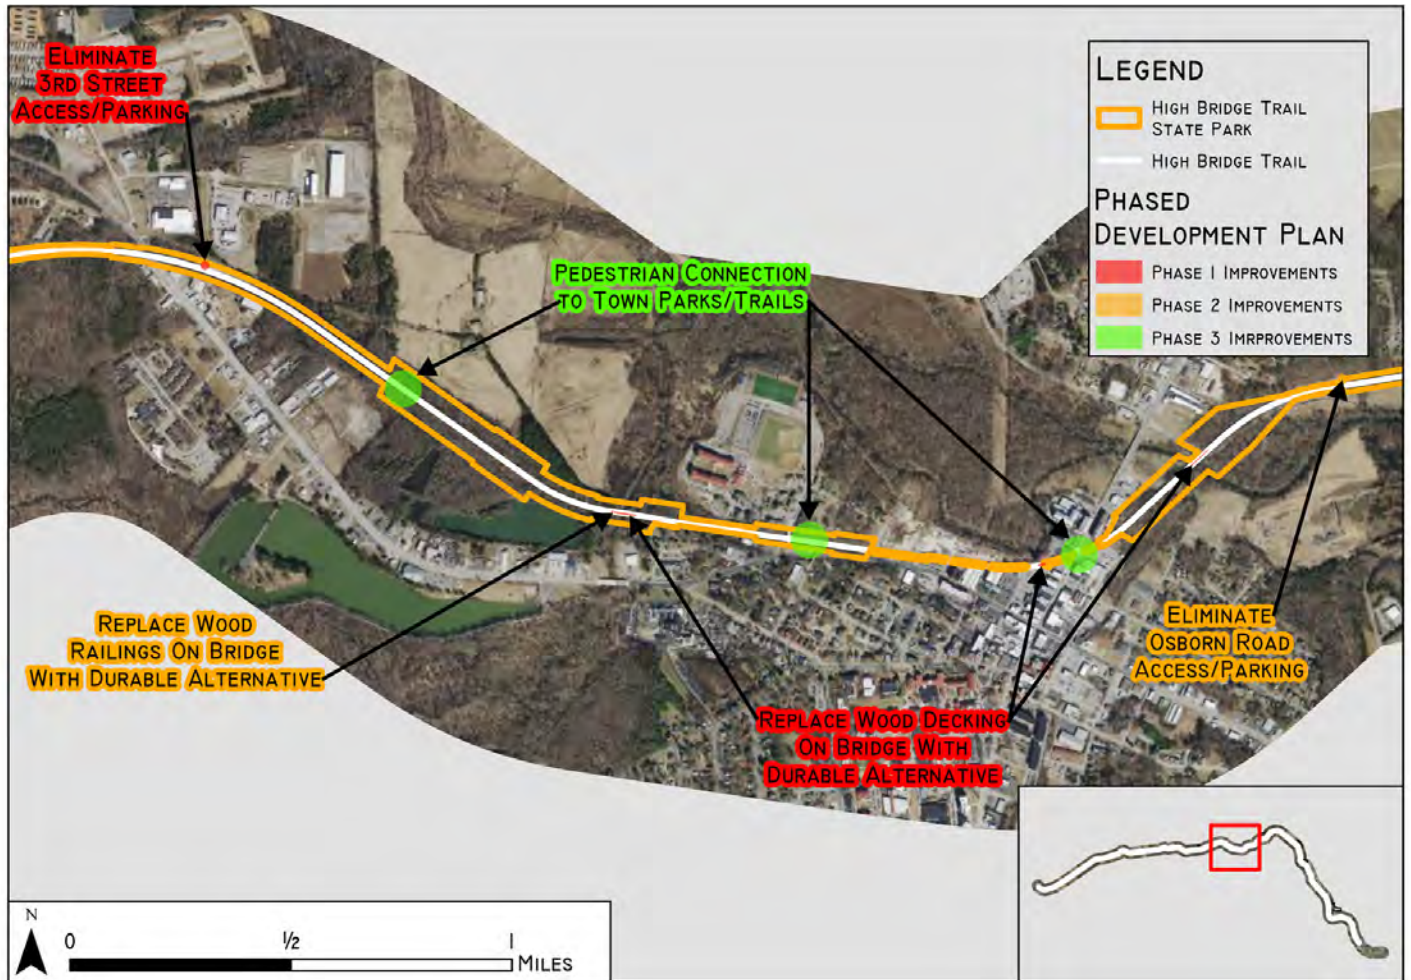 ELIMINATE
3RD STREET
ACCESS/PARKING
PEDESTRIAN CONNECTION
TO TOWN PARKS/TRAILS
LEGEND
HIGH BRIDGE TRAIL
STATE PARK
HIGH BRIDGE TRAIL
PHASED
DEVELOPMENT PLAN
PHASE 1 IMPROVEMENTS
PHASE 2 IMPROVEMENTS
PHASE 3 IMRPROVEMENTS
REPLACE WOOD
RAILINGS ON BRIDGE
WITH DURABLE ALTERNATIVE
REPLACE WOOD DECKING
ON BRIDGE WITH
DURABLE ALTERNATIVE
ELIMINATE
OSBORN ROAD
ACCESS/PARKING
N
0 1/2 1
MILES